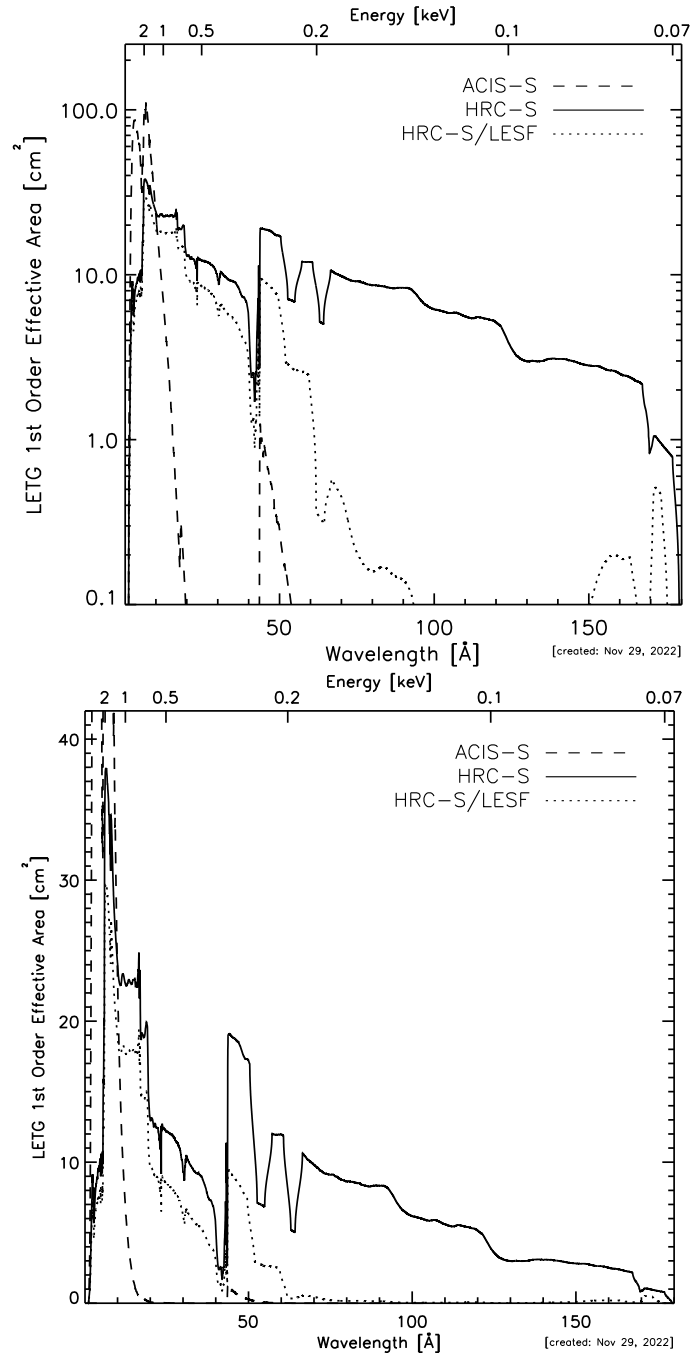 Energy [keV]
2 1 0.5 0.2 0.1 0.07
ACIS-S
HRC-S
HRC-S/LESF
100.0
10.0
1.0
0.1
LETG 1st Order Effective Area [cm²]
50 100 150
Wavelength [Å]
[created: Nov 29, 2022]
Energy [keV]
2 1 0.5 0.2 0.1 0.07
ACIS-S
HRC-S
HRC-S/LESF
40
30
20
10
0
LETG 1st Order Effective Area [cm²]
50 100 150
Wavelength [Å]
[created: Nov 29, 2022]